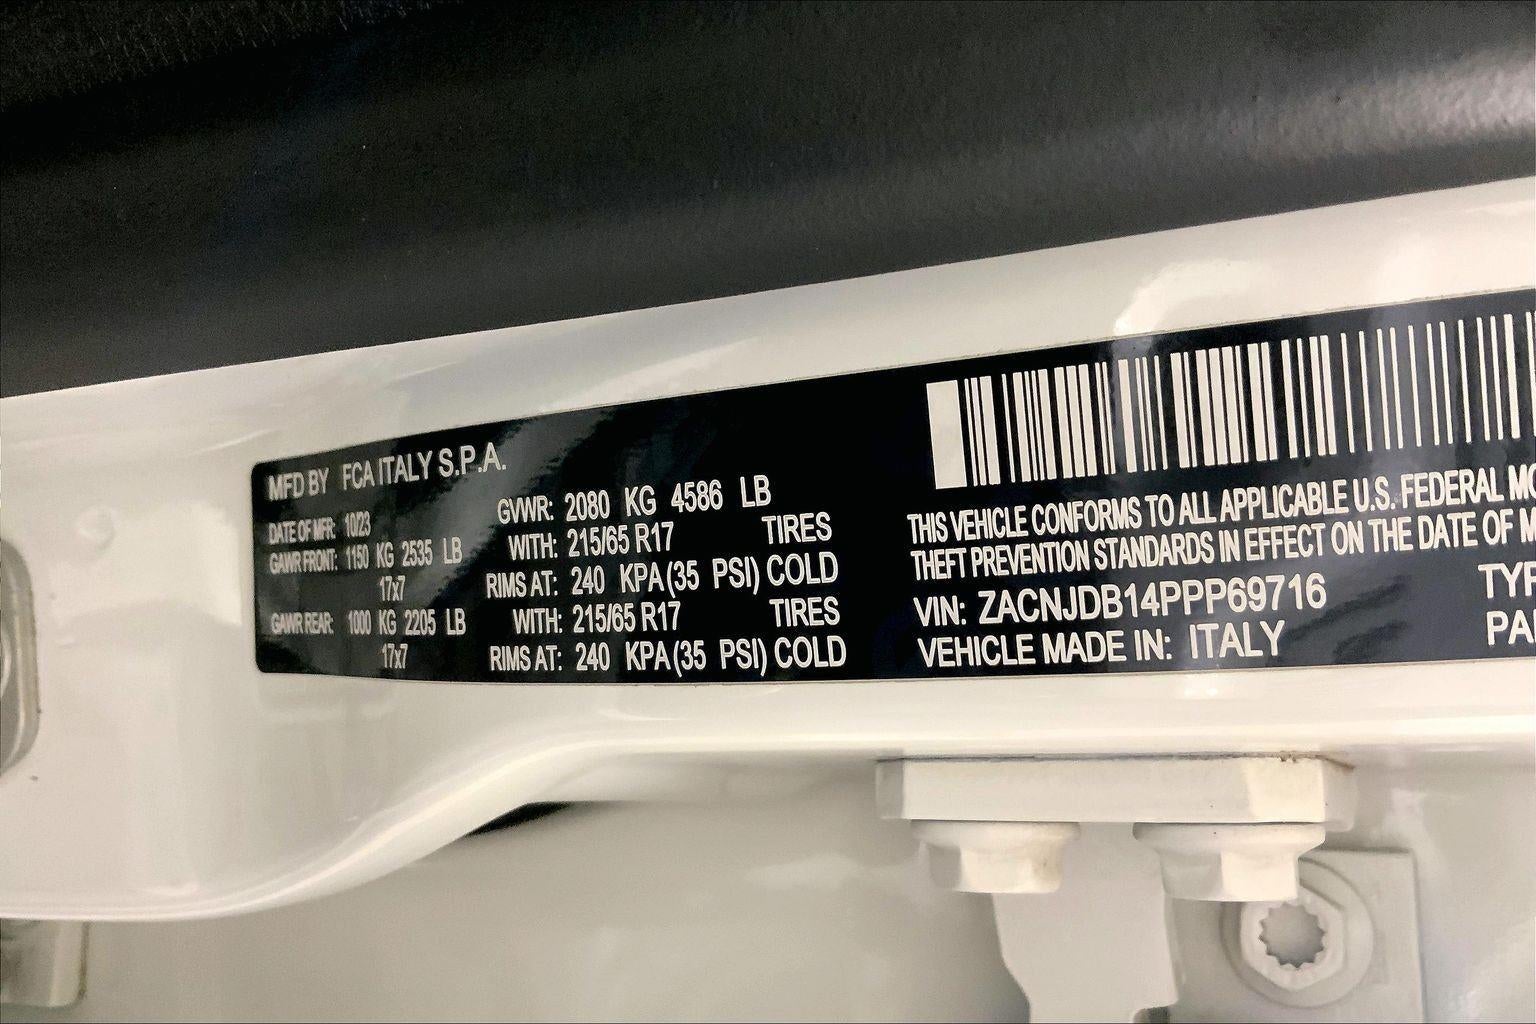 MFD BY FCA ITALY S.P.A.
DATE OF MFR: 10/23
GVWR: 2080 KG 4586 LB
GAWR FRONT: 1150 KG 2535 LB WITH: 215/65 R17 TIRES
17x7 RIMS AT: 240 KPA(35 PSI) COLD
GAWR REAR: 1000 KG 2205 LB WITH: 215/65 R17 TIRES
17x7 RIMS AT: 240 KPA(35 PSI) COLD
THIS VEHICLE CONFORMS TO ALL APPLICABLE U.S. FEDERAL MO
THEFT PREVENTION STANDARDS IN EFFECT ON THE DATE OF M
VIN: ZACNJDB14PPP69716 TYP
VEHICLE MADE IN: ITALY PA